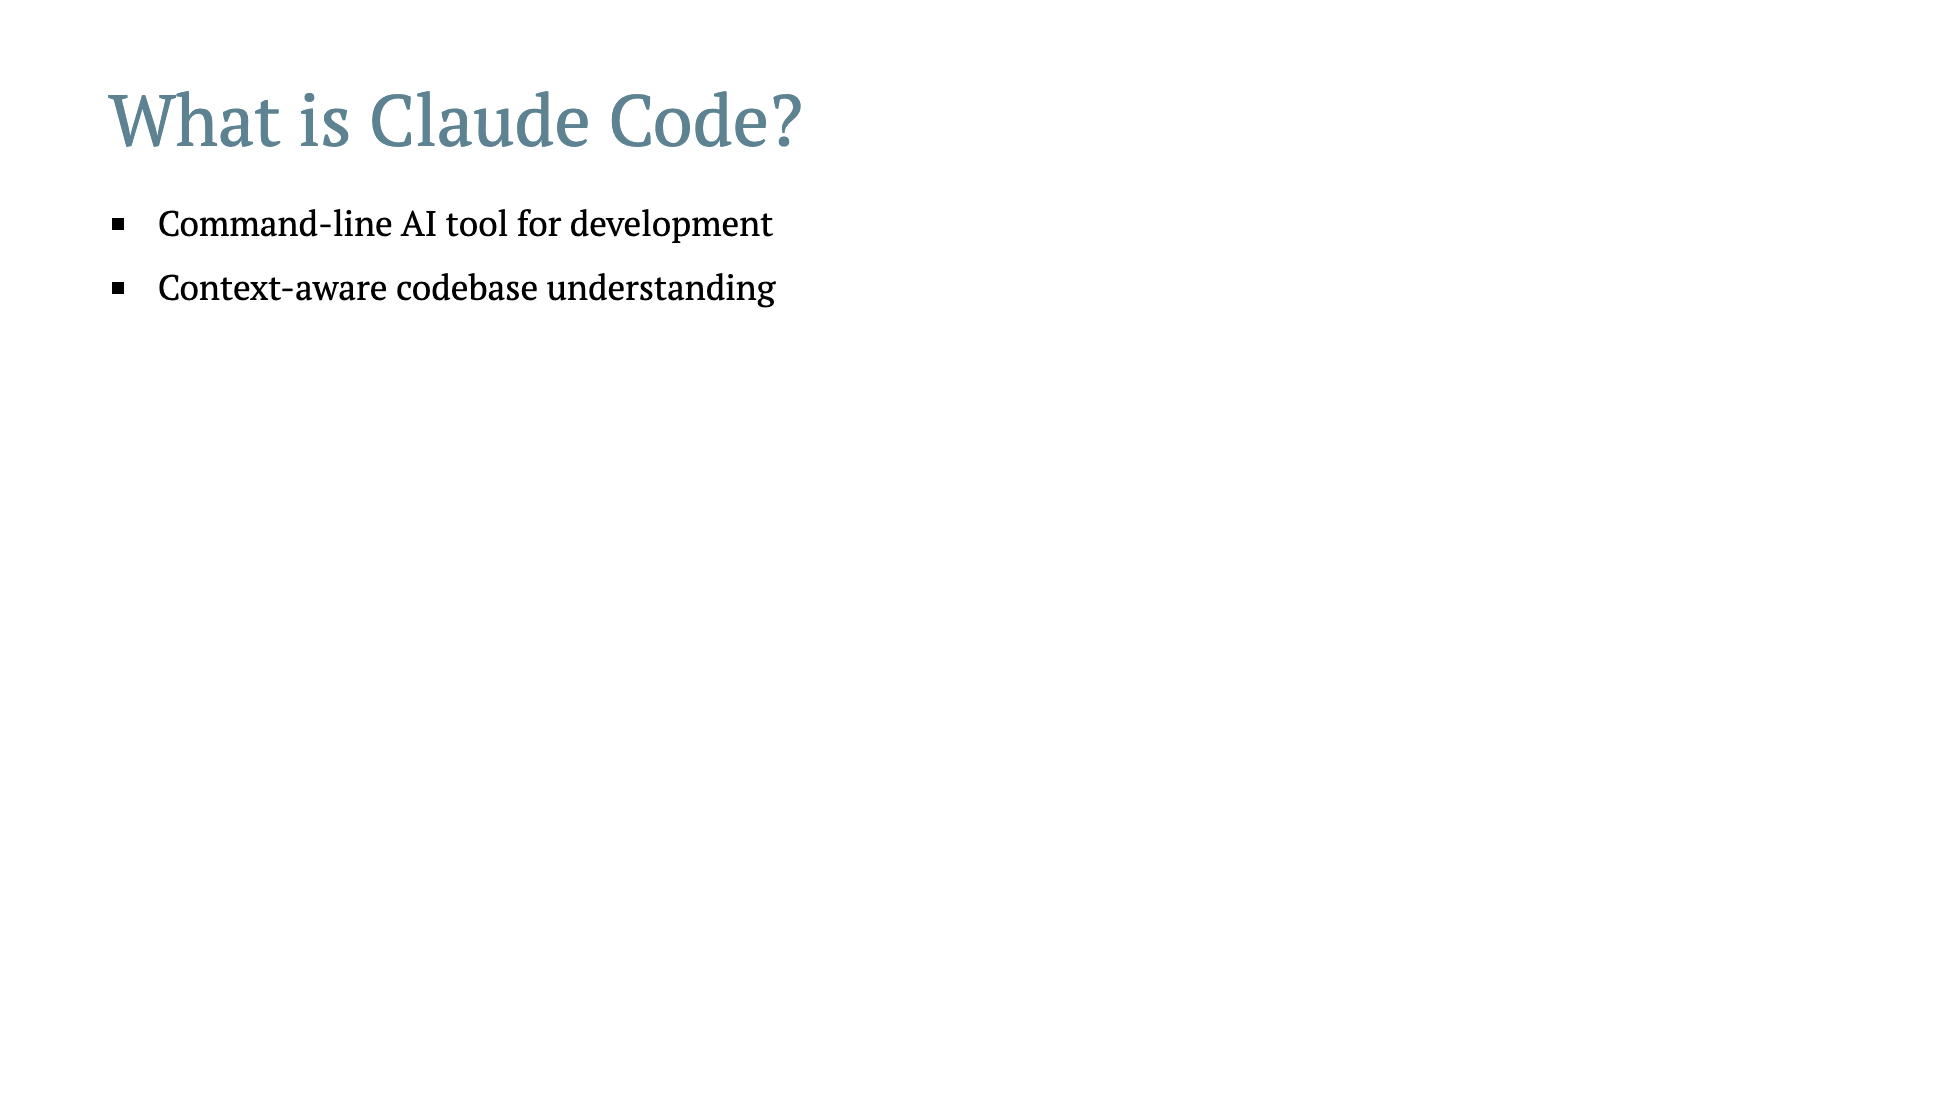 What is Claude Code?
Command-line AI tool for development
Context-aware codebase understanding